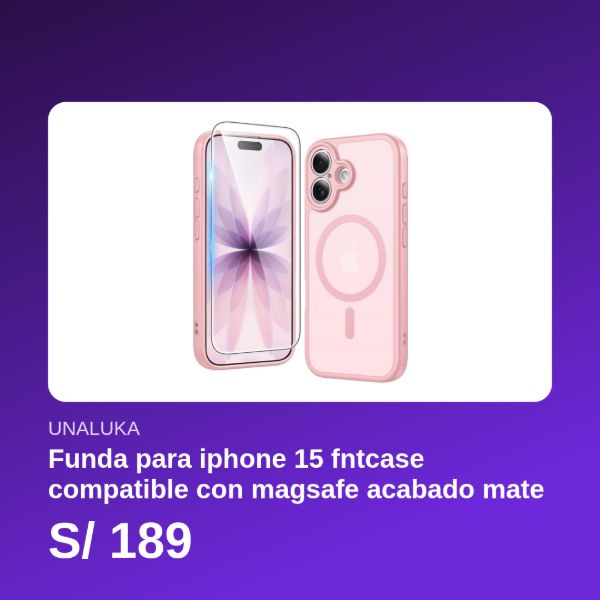 UNALUKA
Funda para iphone 15 fntcase
compatible con magsafe acabado mate
S/ 189